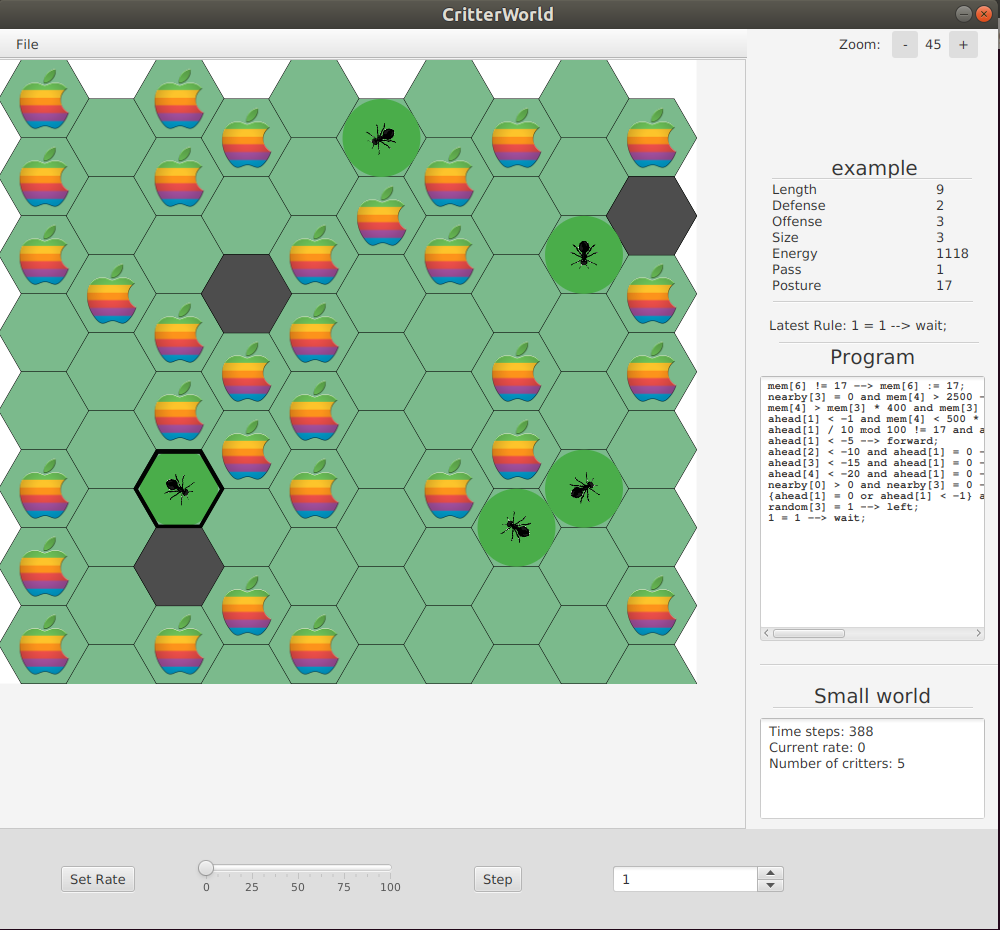 CritterWorld
File
Zoom: - 45 +
example
Length 9
Defense 2
Offense 3
Size 3
Energy 1118
Pass 1
Posture 17
Latest Rule: 1 = 1 --> wait;
Program
mem[6] != 17 --> mem[6] := 17;
nearby[3] = 0 and mem[4] > 2500 -
mem[4] > mem[3] * 400 and mem[3]
ahead[1] < -1 and mem[4] < 500 *
ahead[1] / 10 mod 100 != 17 and a
ahead[1] < -5 --> forward;
ahead[2] < -10 and ahead[1] = 0 -
ahead[3] < -15 and ahead[1] = 0 -
ahead[4] < -20 and ahead[1] = 0 -
nearby[0] > 0 and nearby[3] = 0 -
{ahead[1] = 0 or ahead[1] < -1} a
random[3] = 1 --> left;
1 = 1 --> wait;
Small world
Time steps: 388
Current rate: 0
Number of critters: 5
Set Rate
0 25 50 75 100
Step
1